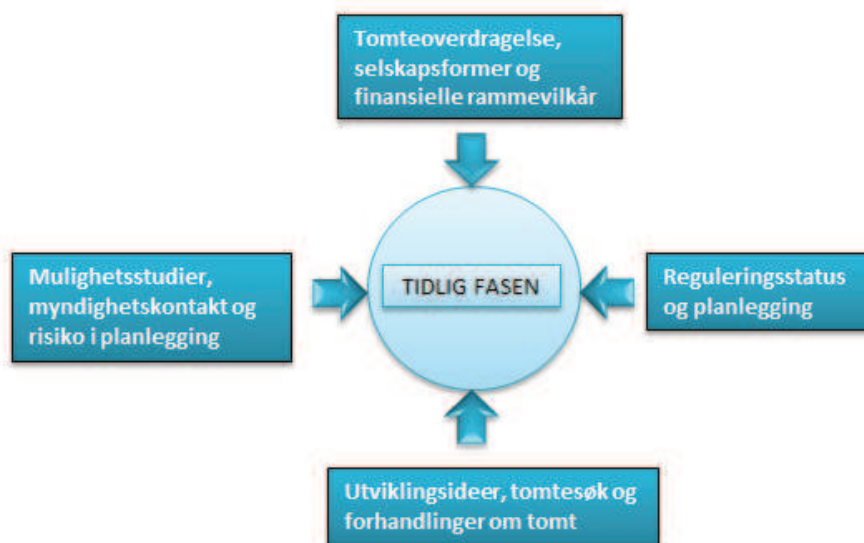 Tomteoverdragelse,
selskapsformer og
finansielle rammevilkår
Mulighetsstudier,
myndighetskontakt og
risiko i planlegging
TIDLIG FASEN
Reguleringsstatus
og planlegging
Utviklingsideer, tomtesøk og
forhandlinger om tomt